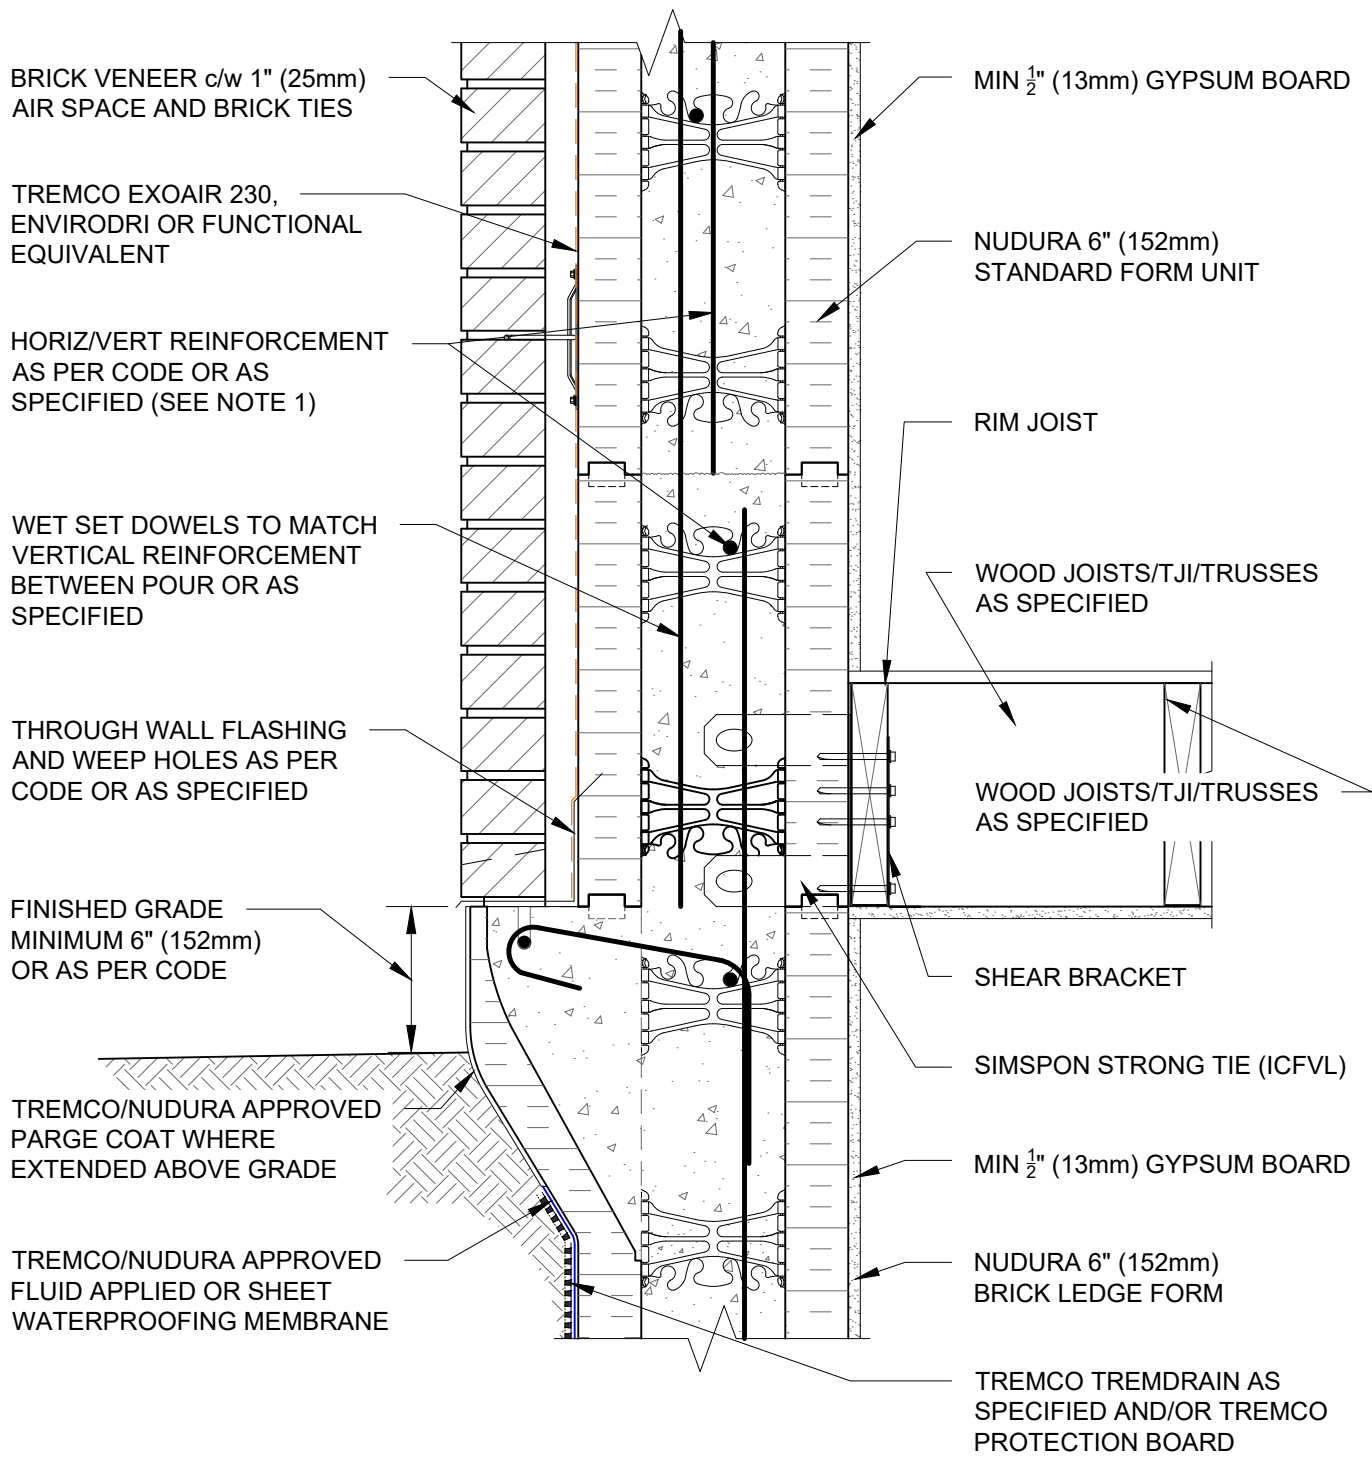 BRICK VENEER c/w 1" (25mm)
AIR SPACE AND BRICK TIES
TREMCO EXOAIR 230,
ENVIRODRI OR FUNCTIONAL
EQUIVALENT
HORIZ/VERT REINFORCEMENT
AS PER CODE OR AS
SPECIFIED (SEE NOTE 1)
WET SET DOWELS TO MATCH
VERTICAL REINFORCEMENT
BETWEEN POUR OR AS
SPECIFIED
THROUGH WALL FLASHING
AND WEEP HOLES AS PER
CODE OR AS SPECIFIED
FINISHED GRADE
MINIMUM 6" (152mm)
OR AS PER CODE
TREMCO/NUDURA APPROVED
PARGE COAT WHERE
EXTENDED ABOVE GRADE
TREMCO/NUDURA APPROVED
FLUID APPLIED OR SHEET
WATERPROOFING MEMBRANE
MIN 1/2" (13mm) GYPSUM BOARD
NUDURA 6" (152mm)
STANDARD FORM UNIT
RIM JOIST
WOOD JOISTS/TJI/TRUSSES
AS SPECIFIED
WOOD JOISTS/TJI/TRUSSES
AS SPECIFIED
SHEAR BRACKET
SIMSPON STRONG TIE (ICFVL)
MIN 1/2" (13mm) GYPSUM BOARD
NUDURA 6" (152mm)
BRICK LEDGE FORM
TREMCO TREMDRAIN AS
SPECIFIED AND/OR TREMCO
PROTECTION BOARD